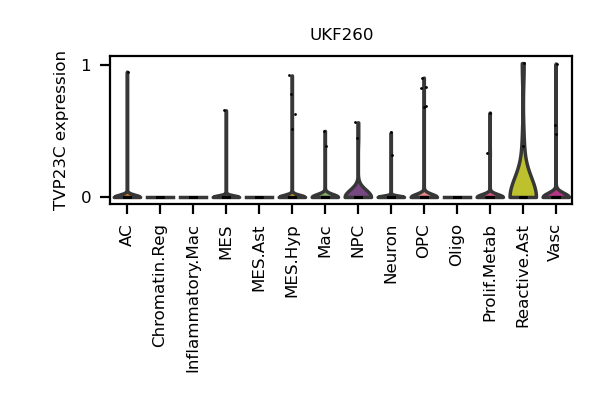 UKF260
TVP23C expression
1
0
AC
Chromatin.Reg
Inflammatory.Mac
MES
MES.Ast
MES.Hyp
Mac
NPC
Neuron
OPC
Oligo
Prolif.Metab
Reactive.Ast
Vasc